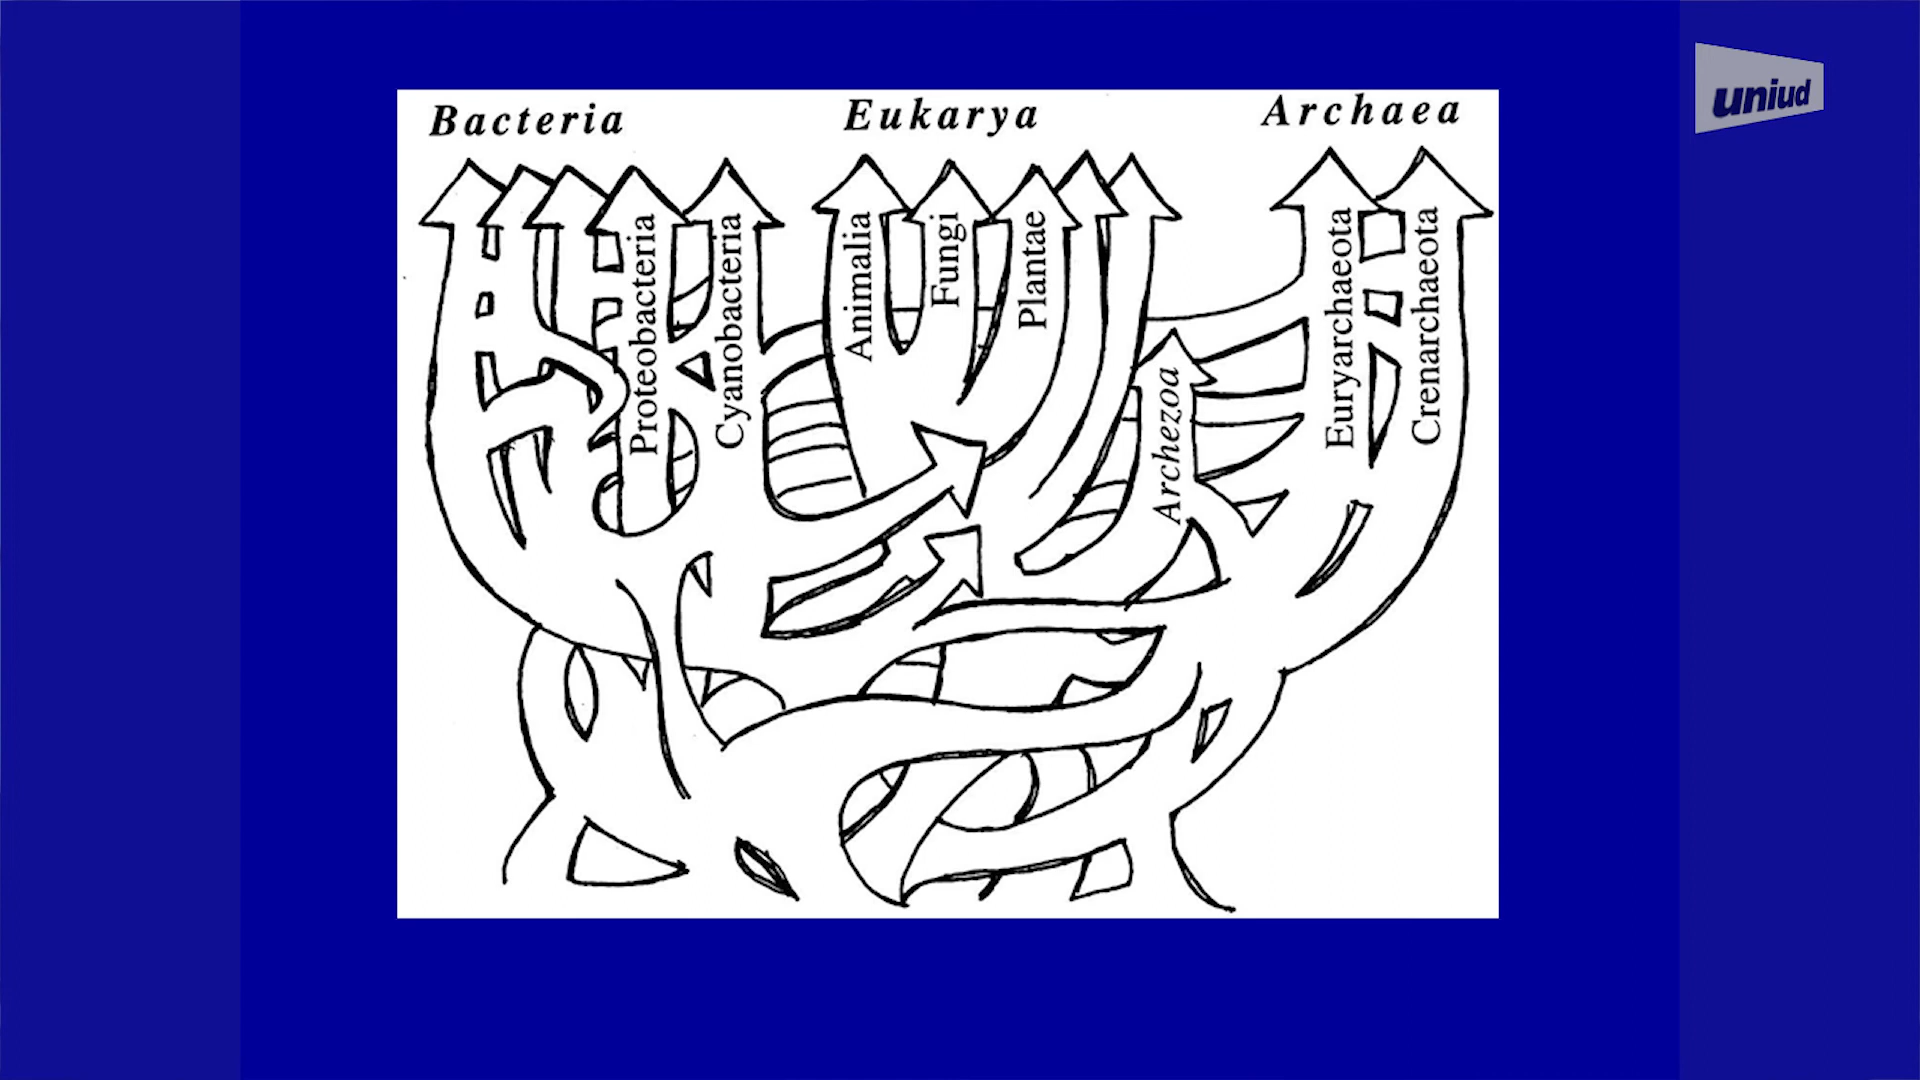 Bacteria
Eukarya
Archaea
Proteobacteria
Cyanobacteria
Animalia
Fungi
Plantae
Archezoa
Euryarchaeota
Crenarchaeota
uniud